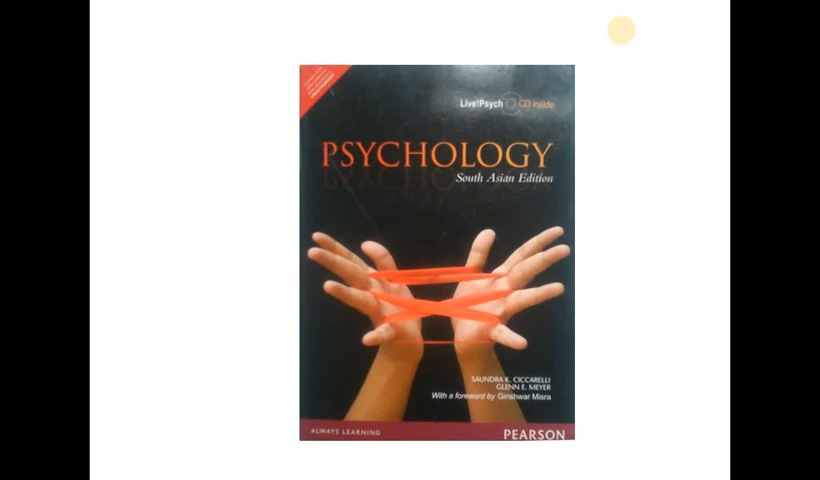 Live!Psych CD inside
PSYCHOLOGY
South Asian Edition
SAUNDRA K. CICCARELLI
GLENN E. MEYER
With a foreword by Girishwar Misra
ALWAYS LEARNING
PEARSON